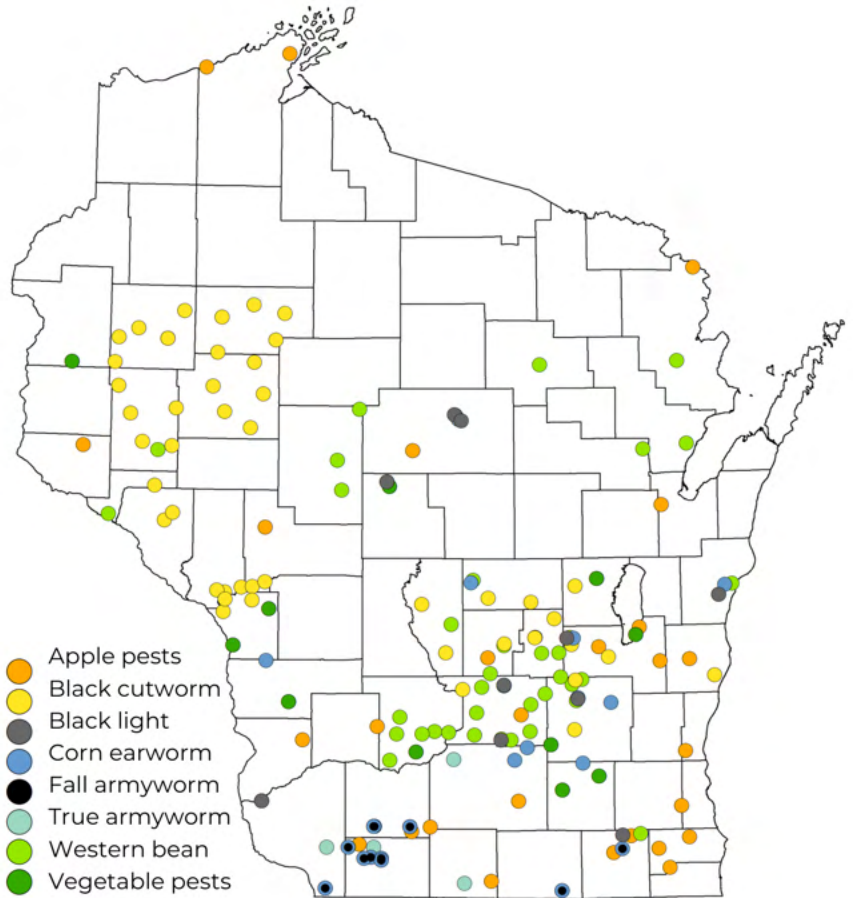 Apple pests
Black cutworm
Black light
Corn earworm
Fall armyworm
True armyworm
Western bean
Vegetable pests